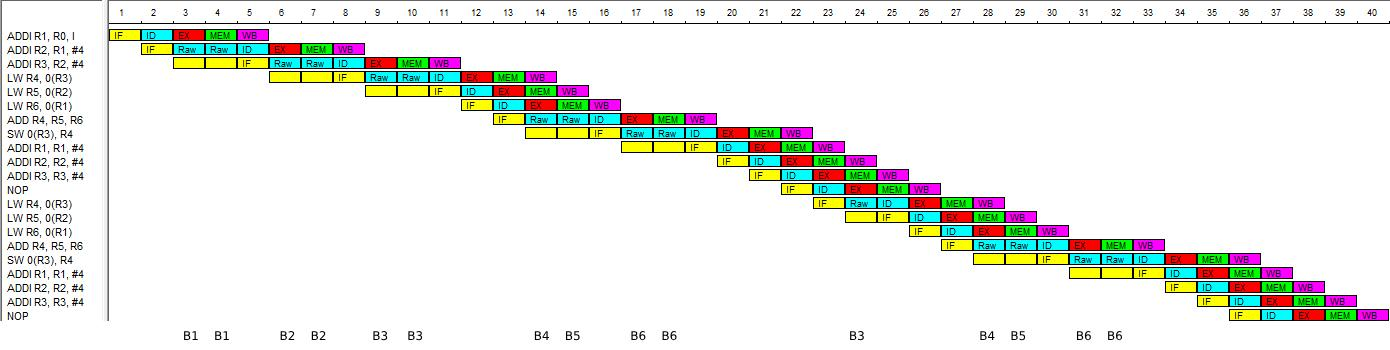 1 2 3 4 5 6 7 8 9 10 11 12 13 14 15 16 17 18 19 20 21 22 23 24 25 26 27 28 29 30 31 32 33 34 35 36 37 38 39 40
ADDI R1, R0, I IF ID EX MEM WB
ADDI R2, R1, #4 IF Raw Raw ID EX MEM WB
ADDI R3, R2, #4 IF Raw Raw ID EX MEM WB
LW R4, 0(R3) IF Raw Raw ID EX MEM WB
LW R5, 0(R2) IF ID EX MEM WB
LW R6, 0(R1) IF ID EX MEM WB
ADD R4, R5, R6 IF Raw Raw ID EX MEM WB
SW 0(R3), R4 IF Raw Raw ID EX MEM WB
ADDI R1, R1, #4 IF ID EX MEM WB
ADDI R2, R2, #4 IF ID EX MEM WB
ADDI R3, R3, #4 IF ID EX MEM WB
NOP IF ID EX MEM WB
LW R4, 0(R3) IF Raw ID EX MEM WB
LW R5, 0(R2) IF ID EX MEM WB
LW R6, 0(R1) IF ID EX MEM WB
ADD R4, R5, R6 IF Raw Raw ID EX MEM WB
SW 0(R3), R4 IF Raw Raw ID EX MEM WB
ADDI R1, R1, #4 IF ID EX MEM WB
ADDI R2, R2, #4 IF ID EX MEM WB
ADDI R3, R3, #4 IF ID EX MEM WB
NOP IF ID EX MEM WB
B1 B1 B2 B2 B3 B3 B4 B5 B6 B6 B3 B4 B5 B6 B6